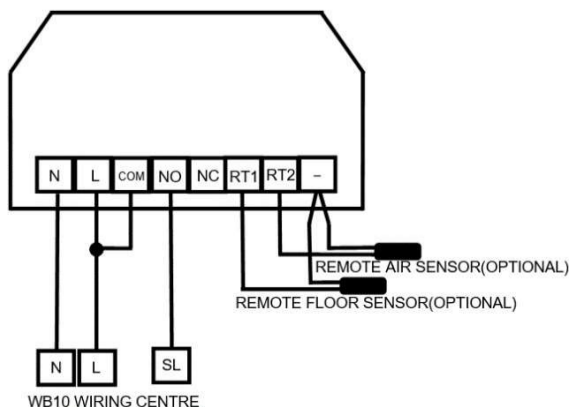 N L COM NO NC RT1 RT2 –
REMOTE AIR SENSOR(OPTIONAL)
REMOTE FLOOR SENSOR(OPTIONAL)
N L SL
WB10 WIRING CENTRE